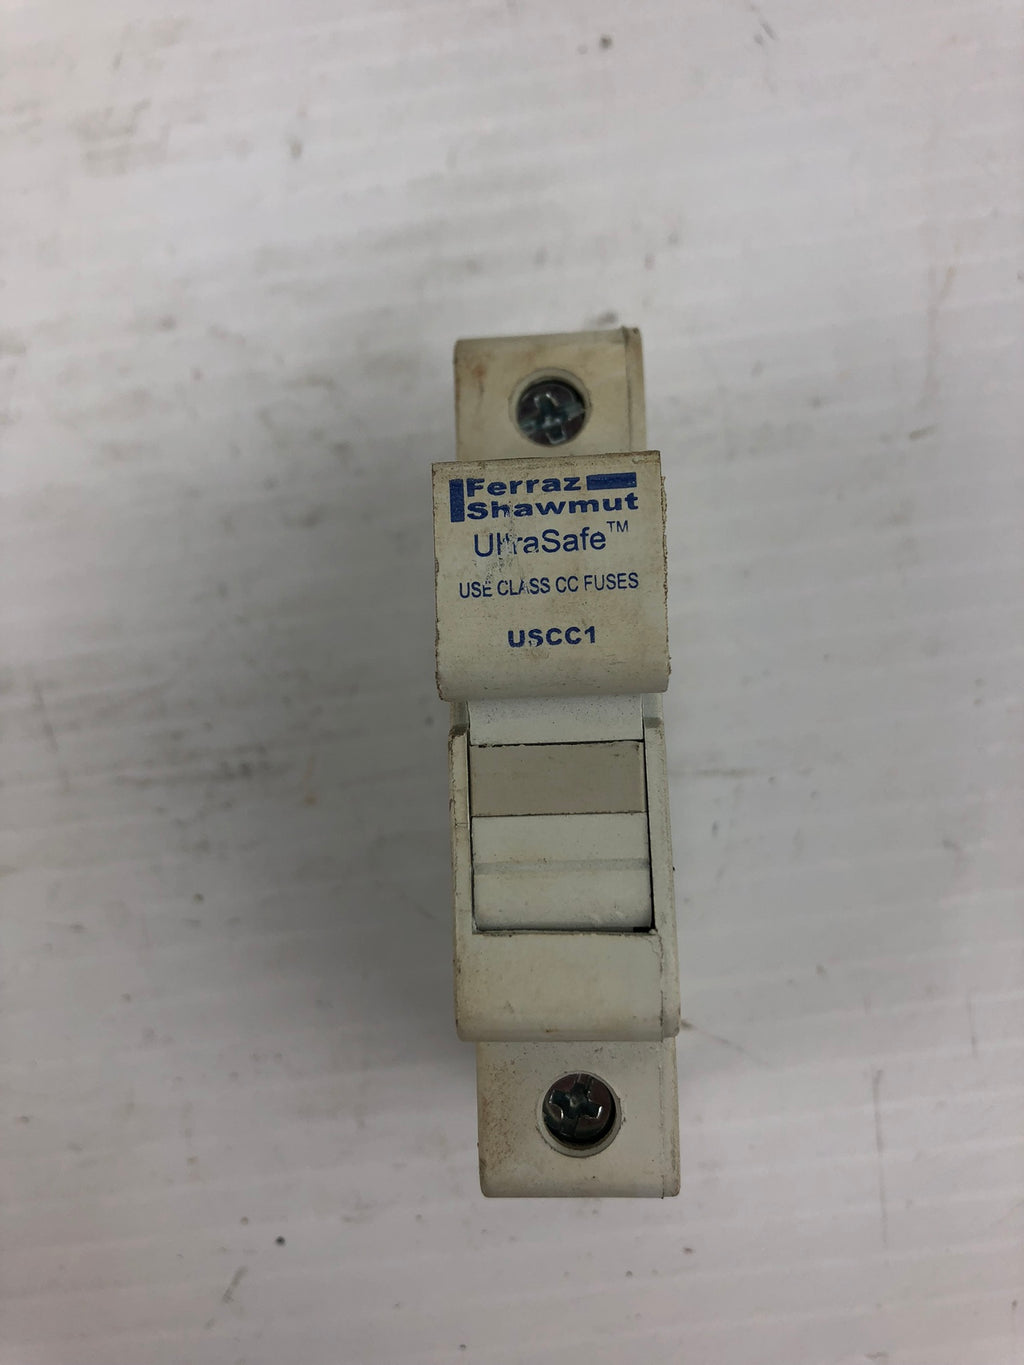 Ferraz
Shawmut
UltraSafe™
USE CLASS CC FUSES
USCC1